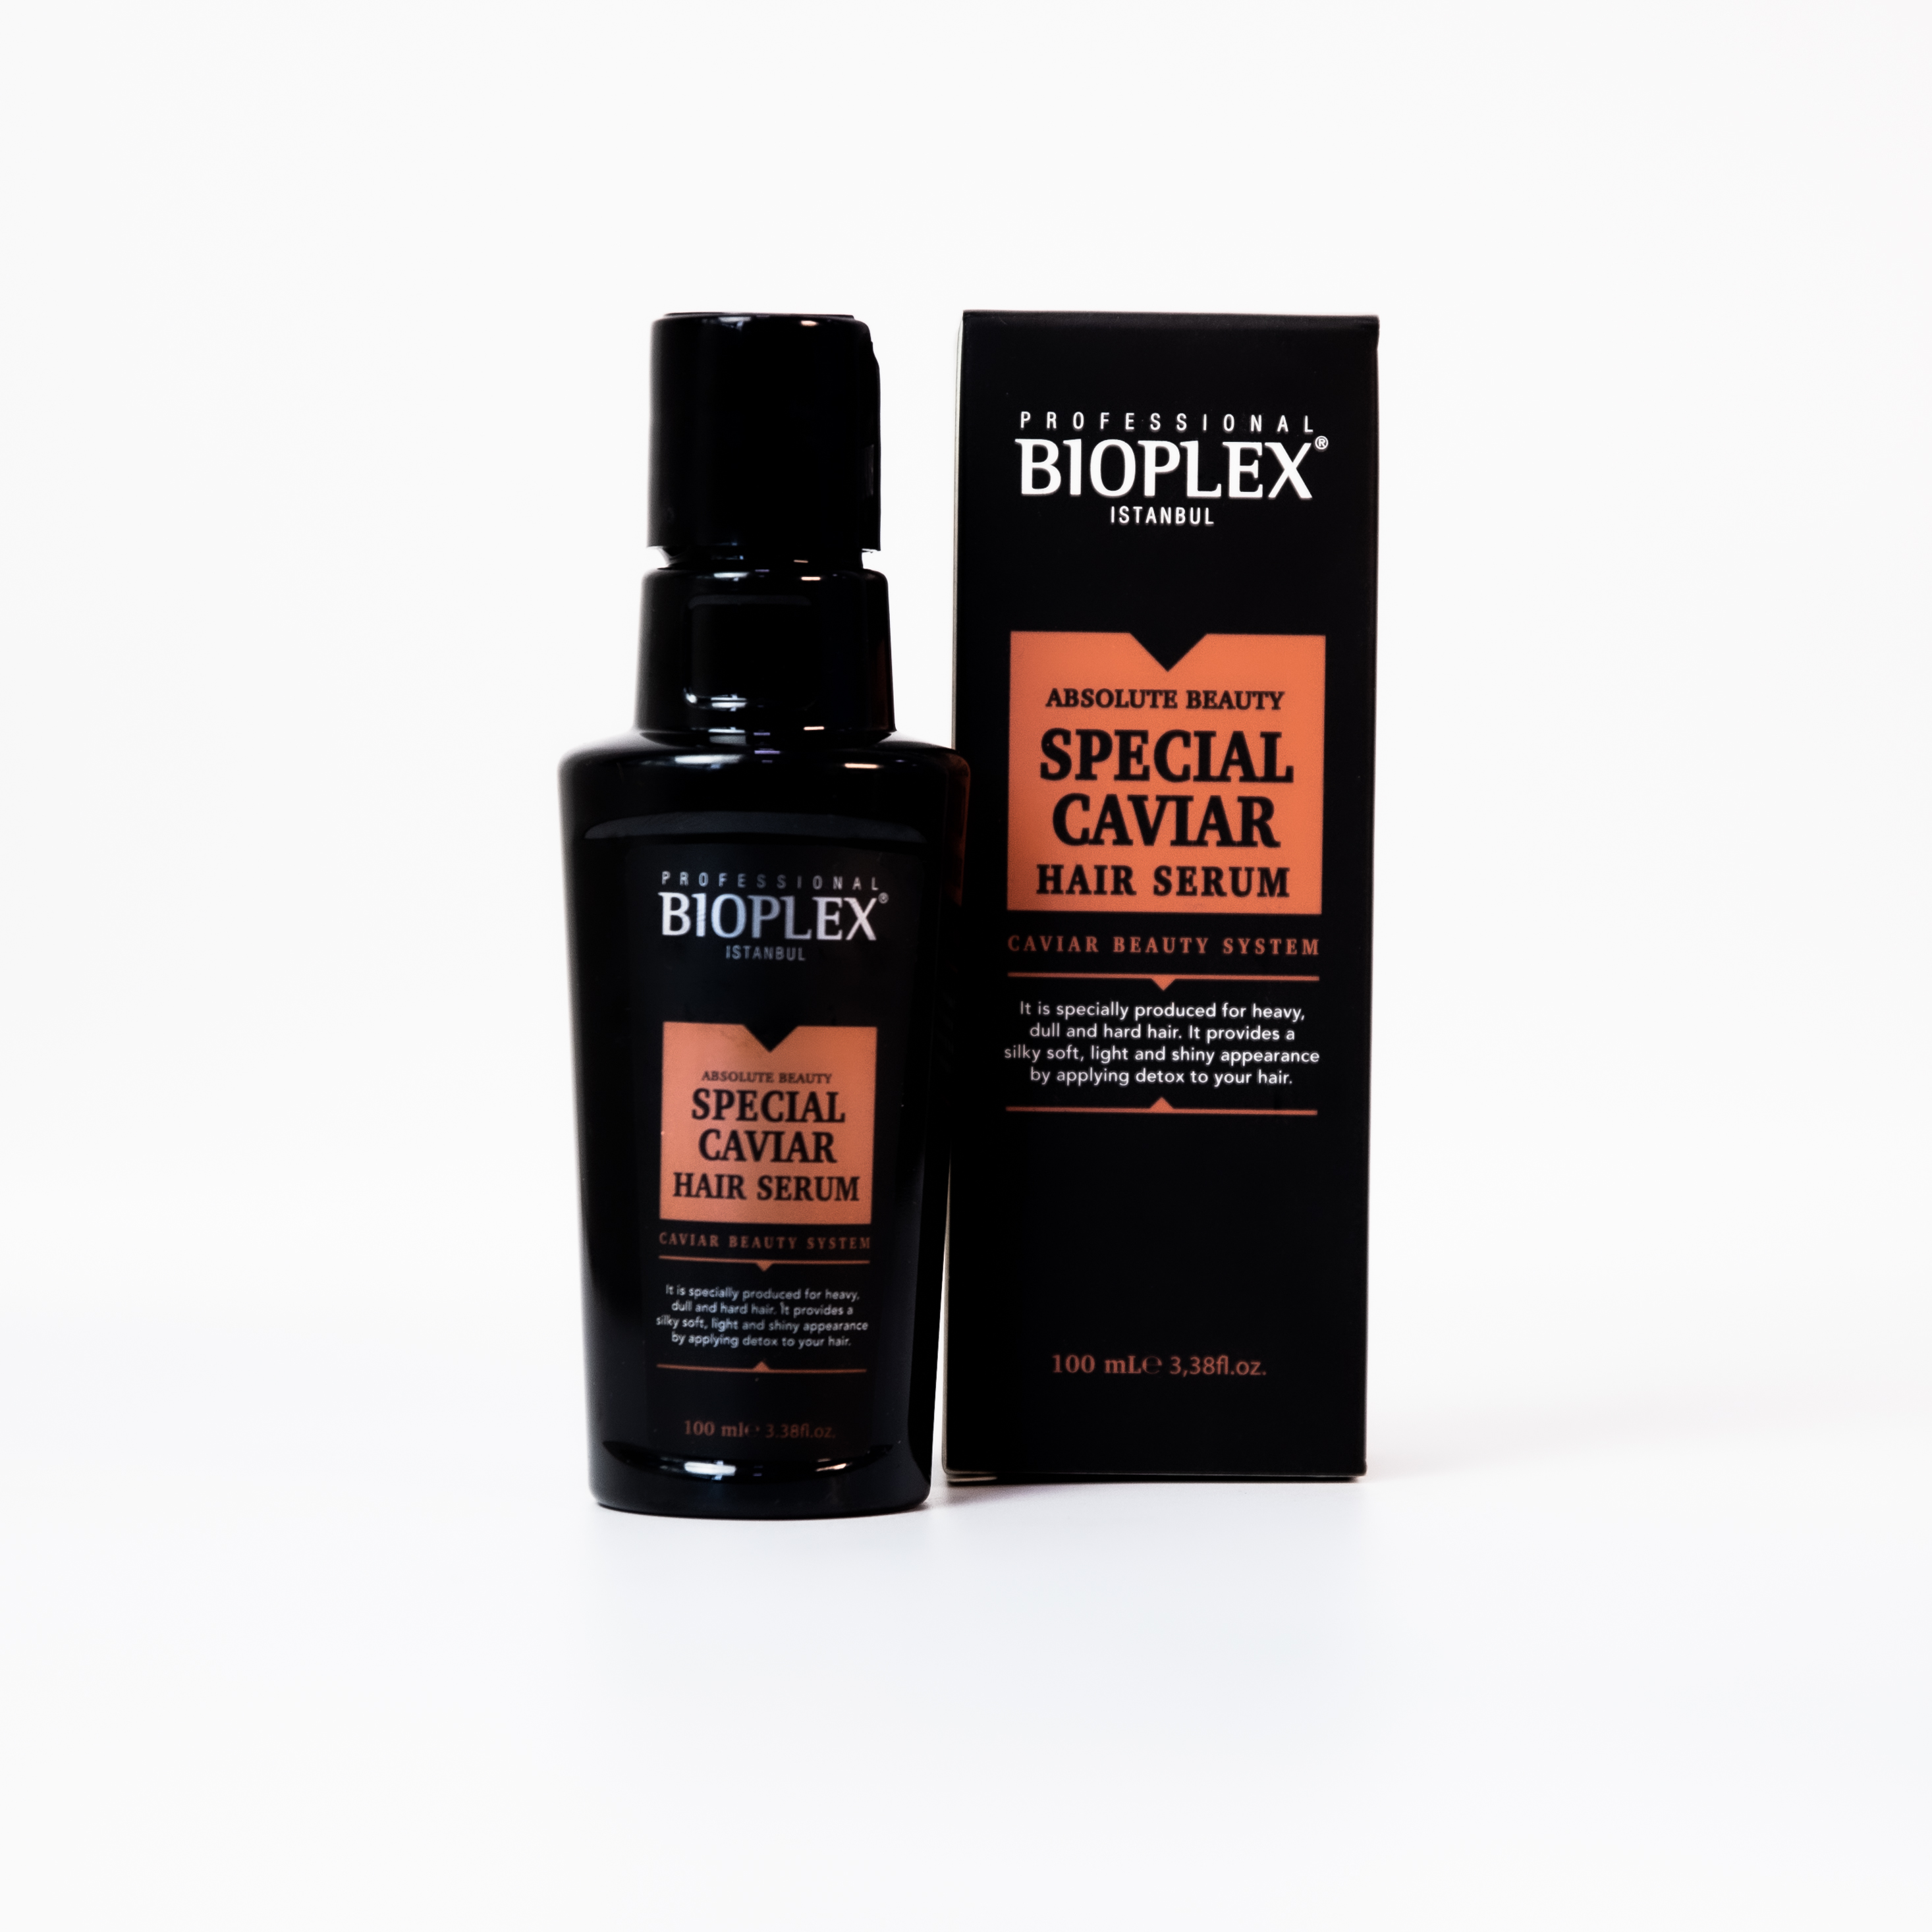 PROFESSIONAL
BIOPLEX®
ISTANBUL
ABSOLUTE BEAUTY
SPECIAL
CAVIAR
HAIR SERUM
CAVIAR BEAUTY SYSTEM
It is specially produced for heavy,
dull and hard hair. It provides a
silky soft, light and shiny appearance
by applying detox to your hair.
100 ml℮ 3.38fl.oz.
PROFESSIONAL
BIOPLEX®
ISTANBUL
ABSOLUTE BEAUTY
SPECIAL
CAVIAR
HAIR SERUM
CAVIAR BEAUTY SYSTEM
It is specially produced for heavy,
dull and hard hair. It provides a
silky soft, light and shiny appearance
by applying detox to your hair.
100 mL℮ 3,38fl.oz.